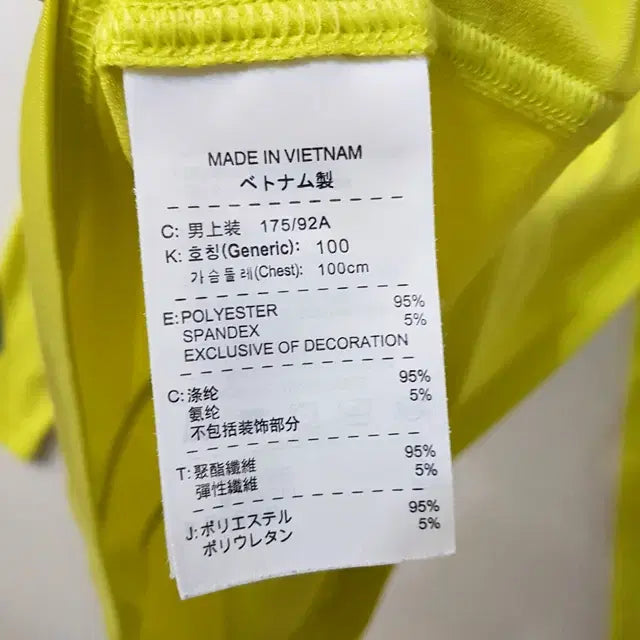 MADE IN VIETNAM
ベトナム製
C: 男上装 175/92A
K: 호칭(Generic): 100
가슴둘레(Chest): 100cm
E: POLYESTER 95%
SPANDEX 5%
EXCLUSIVE OF DECORATION
C: 涤纶 95%
氨纶 5%
不包括装饰部分
T: 聚酯纖維 95%
彈性纖維 5%
J: ポリエステル 95%
ポリウレタン 5%